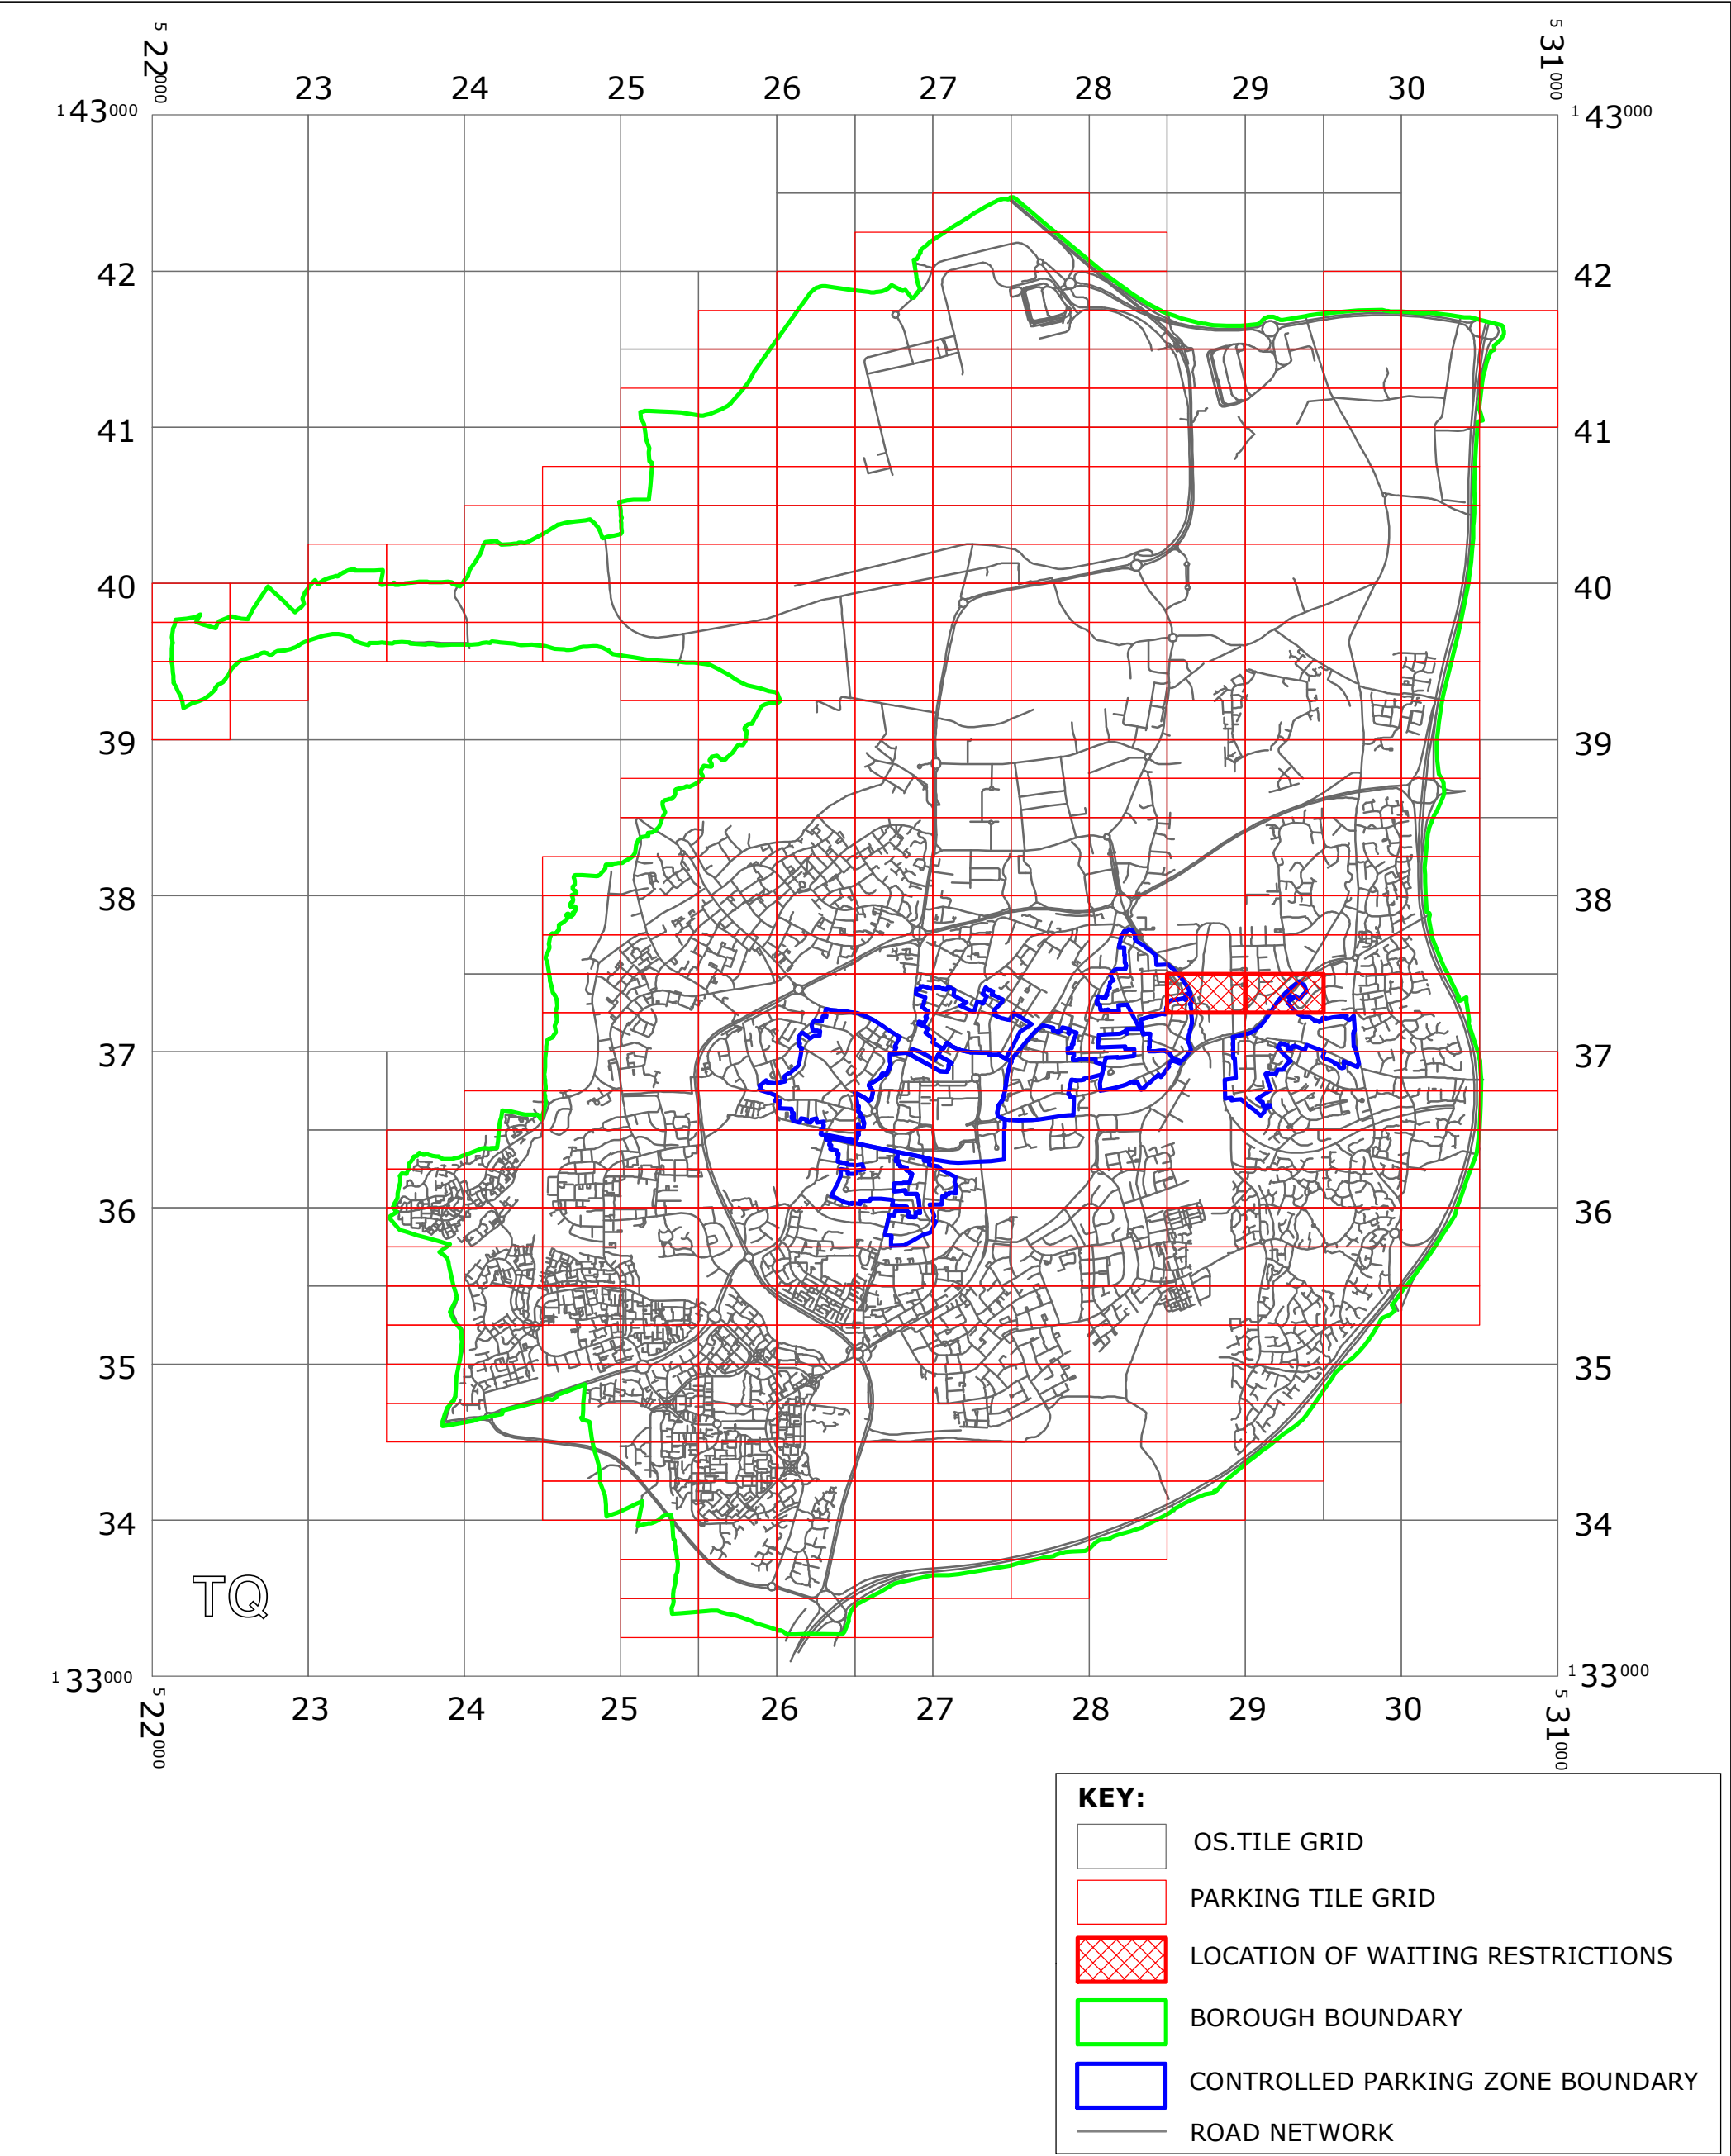 5 22000
5 31000
23 24 25 26 27 28 29 30
1 43000
1 43000
42 42
41 41
40 40
39 39
38 38
37 37
36 36
35 35
34 34
TQ
1 33000
1 33000
5 22000
23 24 25 26 27 28 29 30
5 31000
KEY:
OS.TILE GRID
PARKING TILE GRID
LOCATION OF WAITING RESTRICTIONS
BOROUGH BOUNDARY
CONTROLLED PARKING ZONE BOUNDARY
ROAD NETWORK